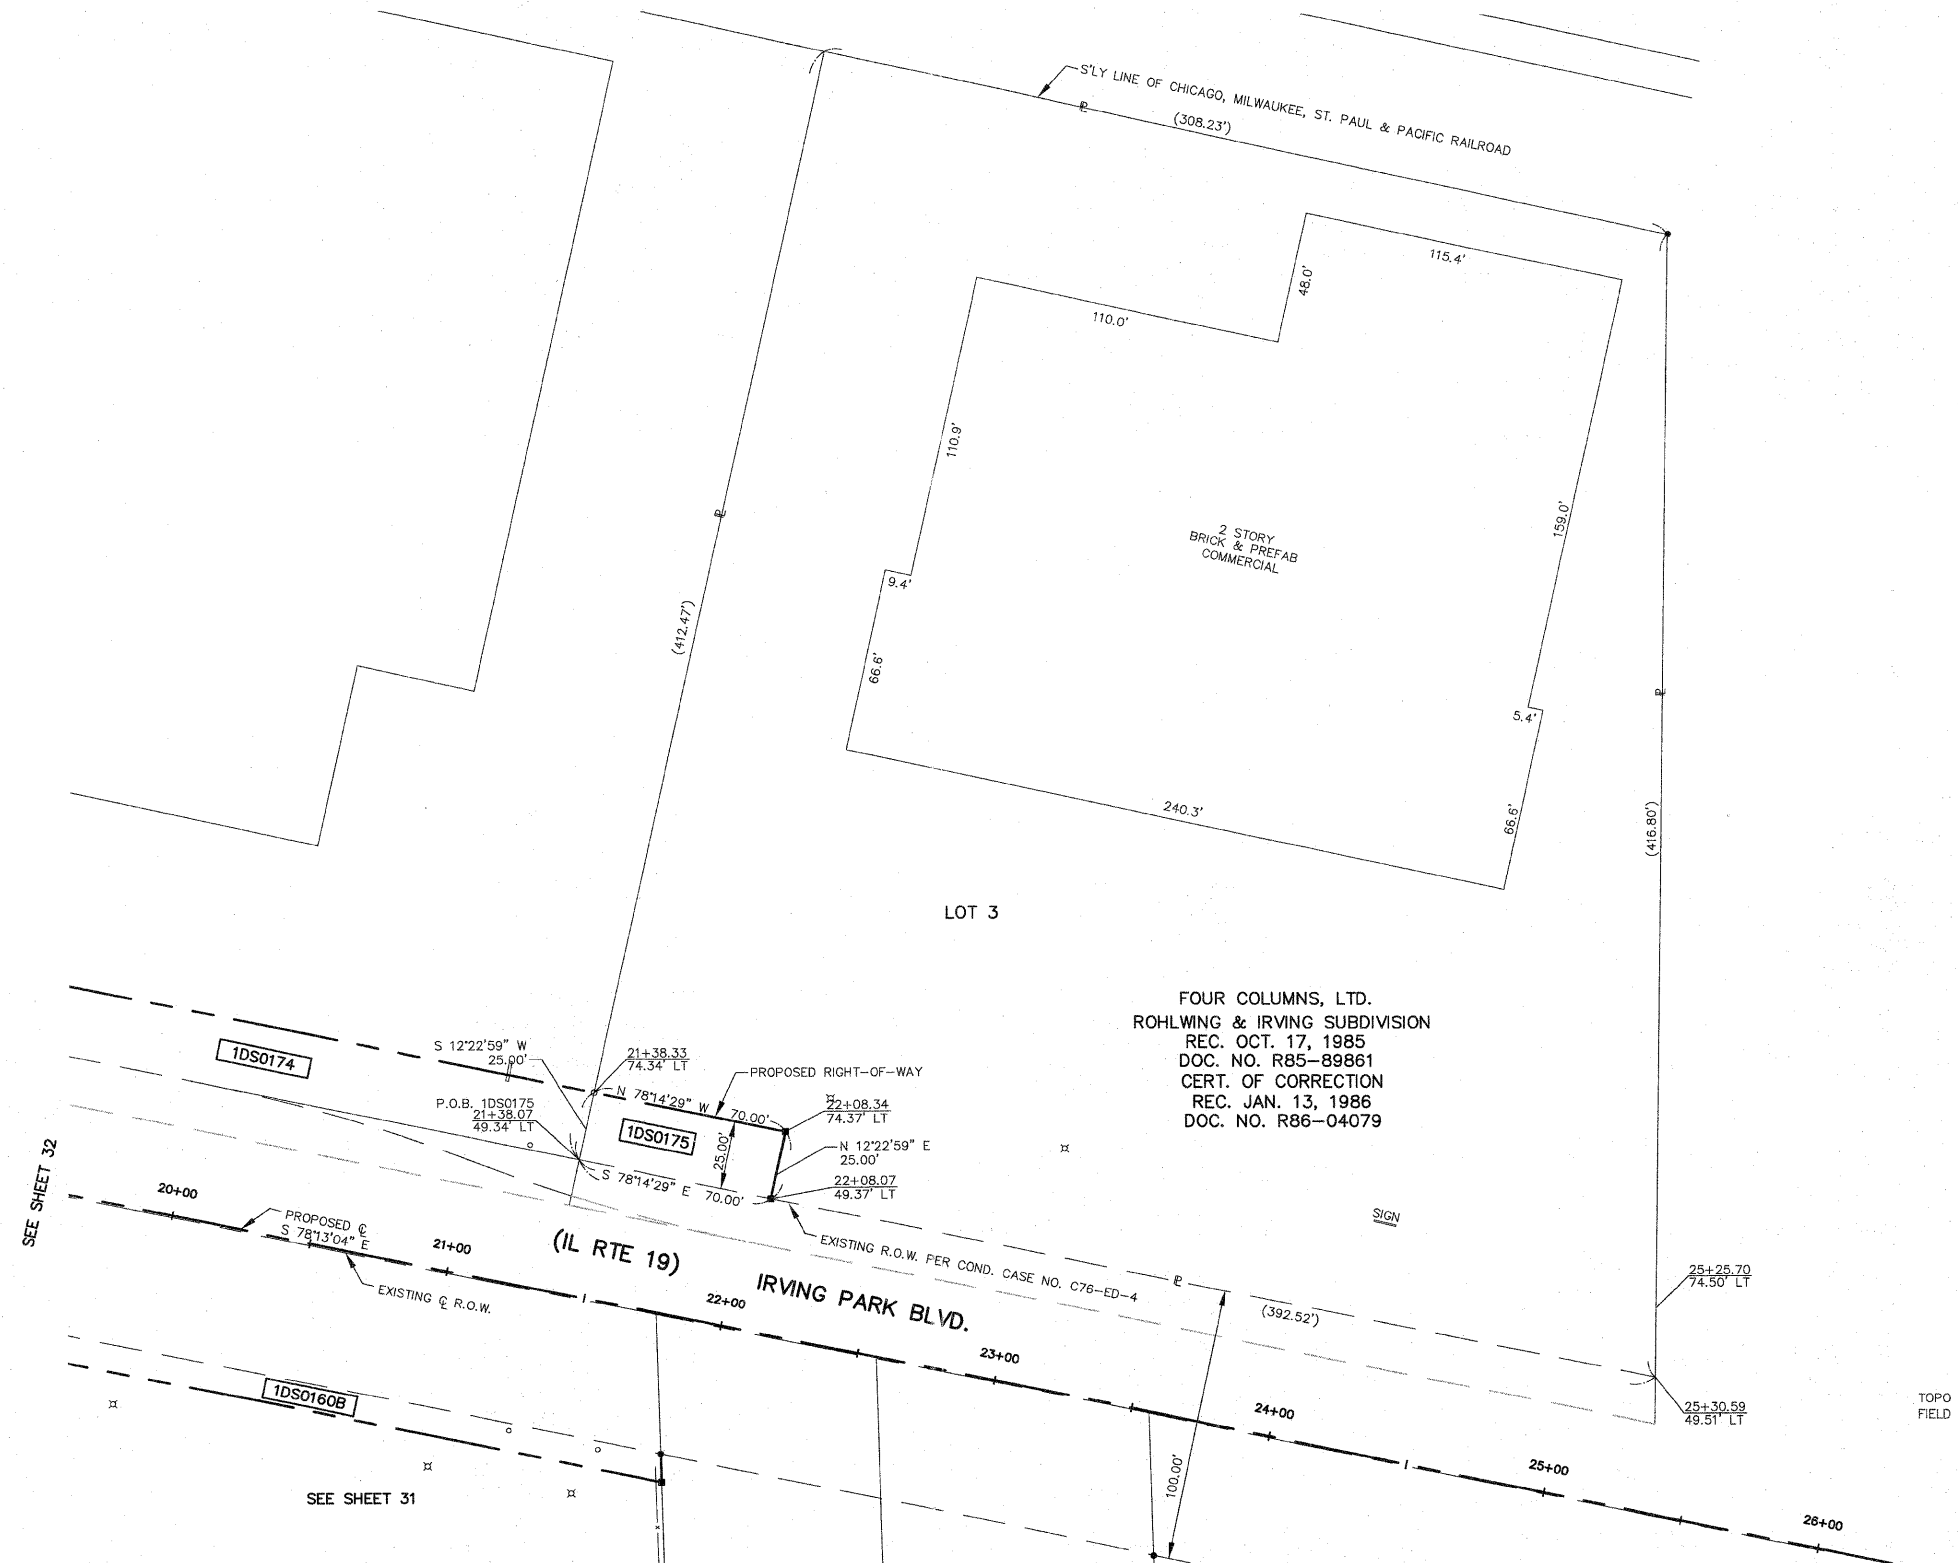 S'LY LINE OF CHICAGO, MILWAUKEE, ST. PAUL & PACIFIC RAILROAD
℄
(308.23')
115.4'
48.0'
110.0'
110.9'
℄
159.0'
2 STORY
BRICK & PREFAB
COMMERCIAL
9.4'
(412.47')
66.6'
℄
5.4'
240.3'
66.6'
(416.80')
LOT 3
FOUR COLUMNS, LTD.
ROHLWING & IRVING SUBDIVISION
REC. OCT. 17, 1985
DOC. NO. R85-89861
CERT. OF CORRECTION
REC. JAN. 13, 1986
DOC. NO. R86-04079
1DS0174
S 12°22'59" W
25.00'
21+38.33
74.34' LT
PROPOSED RIGHT-OF-WAY
N 78°14'29" W
70.00'
22+08.34
74.37' LT
P.O.B. 1DS0175
21+38.07
49.34' LT
1DS0175
25.00'
N 12°22'59" E
25.00'
S 78°14'29" E
70.00'
22+08.07
49.37' LT
SEE SHEET 32
20+00
PROPOSED ℄
S 78°13'04" E
21+00
EXISTING ℄ R.O.W.
(IL RTE 19)
IRVING PARK BLVD.
EXISTING R.O.W. PER COND. CASE NO. C76-ED-4
℄
SIGN
(392.52')
25+25.70
74.50' LT
22+00
23+00
24+00
25+00
26+00
25+30.59
49.51' LT
TOPO
FIELD
1DS0160B
100.00'
SEE SHEET 31